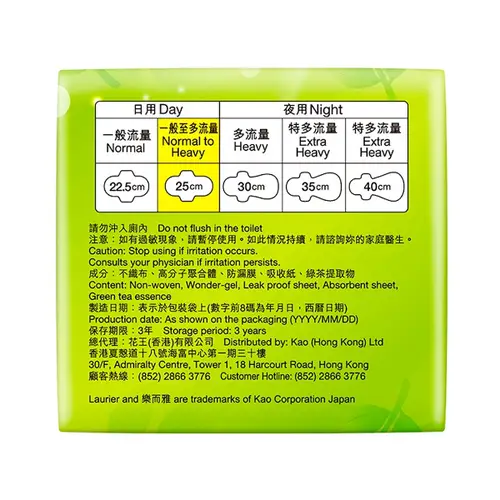 日用Day 夜用Night
一般流量 Normal
一般至多流量 Normal to Heavy
多流量 Heavy
特多流量 Extra Heavy
特多流量 Extra Heavy
22.5cm 25cm 30cm 35cm 40cm
請勿沖入廁內 Do not flush in the toilet
注意：如有過敏現象，請暫停使用。如此情況持續，請諮詢妳的家庭醫生。
Caution: Stop using if irritation occurs.
Consults your physician if irritation persists.
成分：不織布、高分子聚合體、防漏膜、吸收紙、綠茶提取物
Content: Non-woven, Wonder-gel, Leak proof sheet, Absorbent sheet,
Green tea essence
製造日期：表示於包裝袋上(數字前8碼為年月日，西曆日期)
Production date: As shown on the packaging (YYYY/MM/DD)
保存期限：3年 Storage period: 3 years
總代理：花王(香港)有限公司 Distributed by: Kao (Hong Kong) Ltd
香港夏慤道十八號海富中心第一期三十樓
30/F, Admiralty Centre, Tower 1, 18 Harcourt Road, Hong Kong
顧客熱線：(852) 2866 3776 Customer Hotline: (852) 2866 3776
Laurier and 樂而雅 are trademarks of Kao Corporation Japan